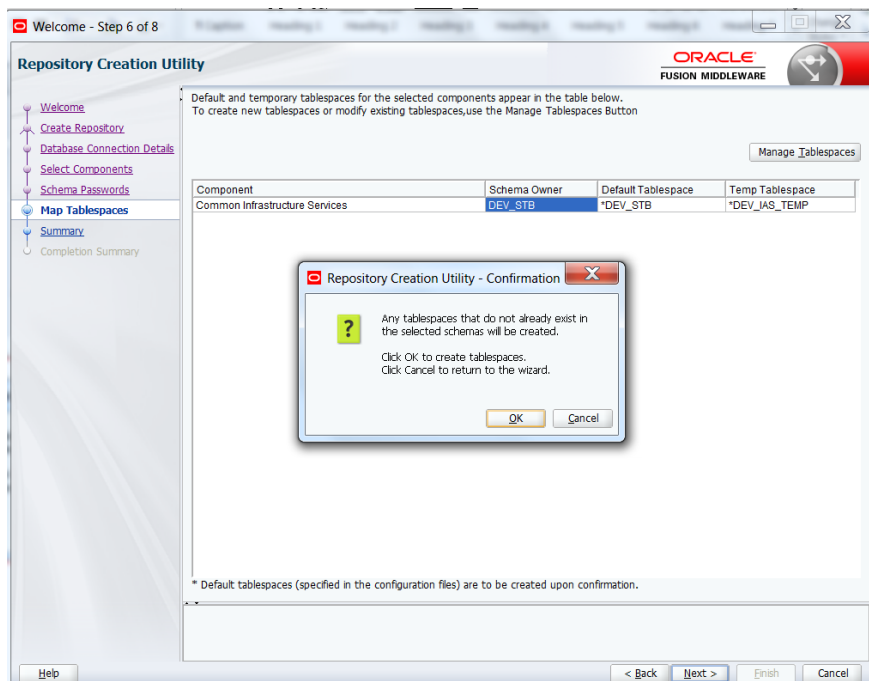 Welcome - Step 6 of 8
Repository Creation Utility
ORACLE
FUSION MIDDLEWARE
Welcome
Create Repository
Database Connection Details
Select Components
Schema Passwords
Map Tablespaces
Summary
Completion Summary
Default and temporary tablespaces for the selected components appear in the table below.
To create new tablespaces or modify existing tablespaces,use the Manage Tablespaces Button
Manage Tablespaces
Component Schema Owner Default Tablespace Temp Tablespace
Common Infrastructure Services DEV_STB *DEV_STB *DEV_IAS_TEMP
Repository Creation Utility - Confirmation
Any tablespaces that do not already exist in
the selected schemas will be created.
Click OK to create tablespaces.
Click Cancel to return to the wizard.
OK Cancel
* Default tablespaces (specified in the configuration files) are to be created upon confirmation.
Help < Back Next > Finish Cancel